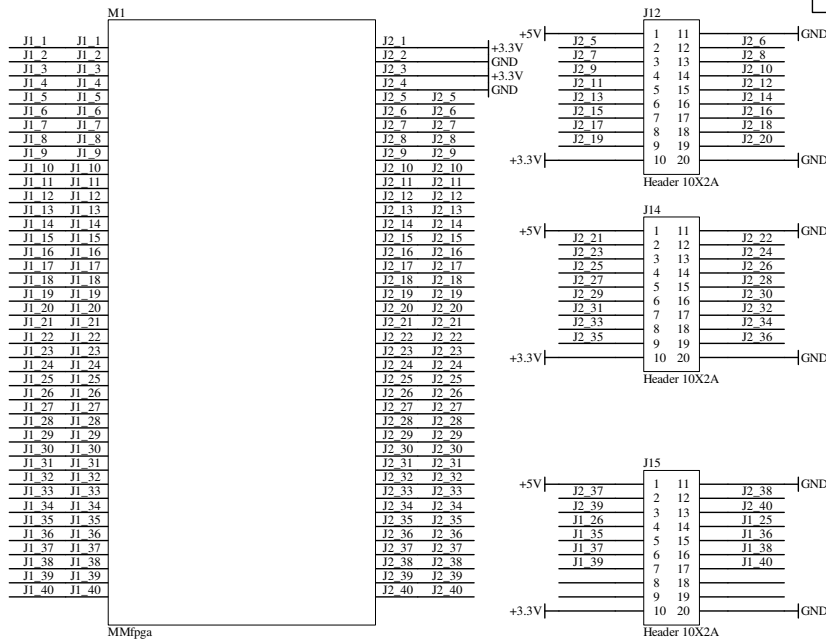 M1
J1_1 J1_1 J2_1 +3.3V
J1_2 J1_2 J2_2 GND
J1_3 J1_3 J2_3 +3.3V
J1_4 J1_4 J2_4 GND
J1_5 J1_5 J2_5 J2_5
J1_6 J1_6 J2_6 J2_6
J1_7 J1_7 J2_7 J2_7
J1_8 J1_8 J2_8 J2_8
J1_9 J1_9 J2_9 J2_9
J1_10 J1_10 J2_10 J2_10
J1_11 J1_11 J2_11 J2_11
J1_12 J1_12 J2_12 J2_12
J1_13 J1_13 J2_13 J2_13
J1_14 J1_14 J2_14 J2_14
J1_15 J1_15 J2_15 J2_15
J1_16 J1_16 J2_16 J2_16
J1_17 J1_17 J2_17 J2_17
J1_18 J1_18 J2_18 J2_18
J1_19 J1_19 J2_19 J2_19
J1_20 J1_20 J2_20 J2_20
J1_21 J1_21 J2_21 J2_21
J1_22 J1_22 J2_22 J2_22
J1_23 J1_23 J2_23 J2_23
J1_24 J1_24 J2_24 J2_24
J1_25 J1_25 J2_25 J2_25
J1_26 J1_26 J2_26 J2_26
J1_27 J1_27 J2_27 J2_27
J1_28 J1_28 J2_28 J2_28
J1_29 J1_29 J2_29 J2_29
J1_30 J1_30 J2_30 J2_30
J1_31 J1_31 J2_31 J2_31
J1_32 J1_32 J2_32 J2_32
J1_33 J1_33 J2_33 J2_33
J1_34 J1_34 J2_34 J2_34
J1_35 J1_35 J2_35 J2_35
J1_36 J1_36 J2_36 J2_36
J1_37 J1_37 J2_37 J2_37
J1_38 J1_38 J2_38 J2_38
J1_39 J1_39 J2_39 J2_39
J1_40 J1_40 J2_40 J2_40
MMfpga
J12
+5V 1 11 GND
J2_5 2 12 J2_6
J2_7 3 13 J2_8
J2_9 4 14 J2_10
J2_11 5 15 J2_12
J2_13 6 16 J2_14
J2_15 7 17 J2_16
J2_17 8 18 J2_18
J2_19 9 19 J2_20
+3.3V 10 20 GND
Header 10X2A
J14
+5V 1 11 GND
J2_21 2 12 J2_22
J2_23 3 13 J2_24
J2_25 4 14 J2_26
J2_27 5 15 J2_28
J2_29 6 16 J2_30
J2_31 7 17 J2_32
J2_33 8 18 J2_34
J2_35 9 19 J2_36
+3.3V 10 20 GND
Header 10X2A
J15
+5V 1 11 GND
J2_37 2 12 J2_38
J2_39 3 13 J2_40
J1_26 4 14 J1_25
J1_35 5 15 J1_36
J1_37 6 16 J1_38
J1_39 7 17 J1_40
8 18
9 19
+3.3V 10 20 GND
Header 10X2A